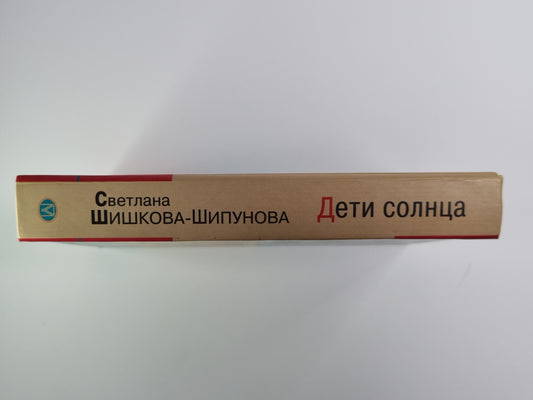 Светлана
Шишкова-Шипунова
Дети солнца